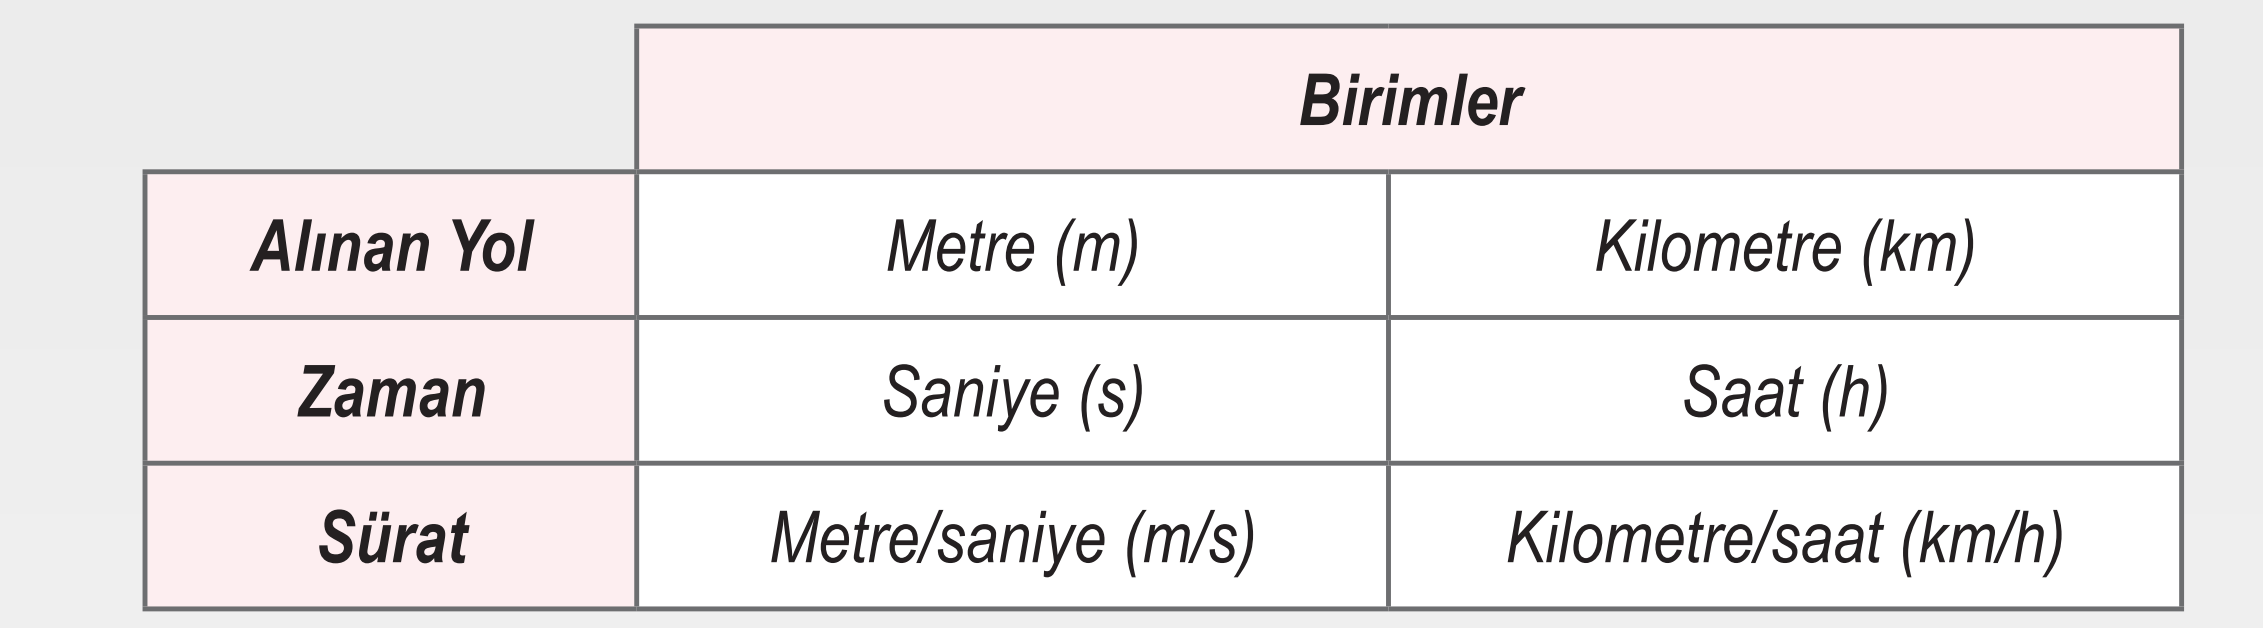 Birimler
Alınan Yol Metre (m) Kilometre (km)
Zaman Saniye (s) Saat (h)
Sürat Metre/saniye (m/s) Kilometre/saat (km/h)